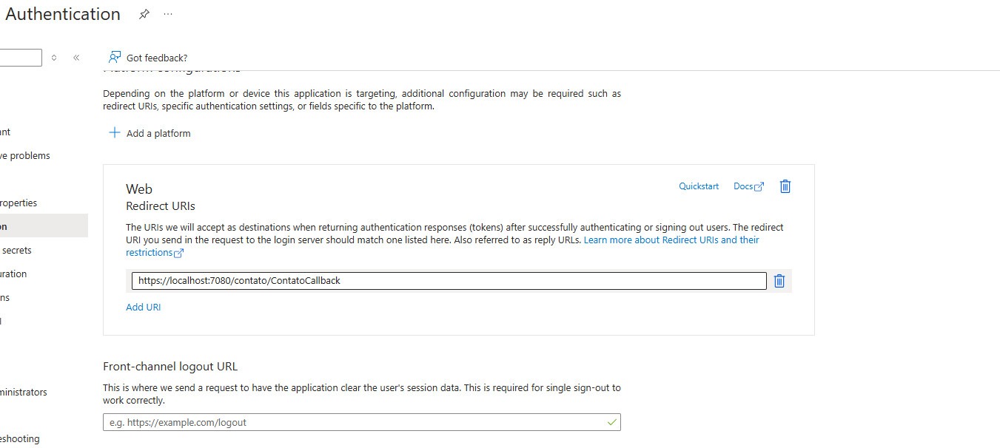 Authentication
Got feedback?
Platform configurations
Depending on the platform or device this application is targeting, additional configuration may be required such as
redirect URIs, specific authentication settings, or fields specific to the platform.
Add a platform
Web
Quickstart
Docs
Redirect URIs
The URIs we will accept as destinations when returning authentication responses (tokens) after successfully authenticating or signing out users. The redirect
URI you send in the request to the login server should match one listed here. Also referred to as reply URLs. Learn more about Redirect URIs and their
restrictions
https://localhost:7080/contato/ContatoCallback
Add URI
Front-channel logout URL
This is where we send a request to have the application clear the user's session data. This is required for single sign-out to
work correctly.
e.g. https://example.com/logout
ant
ve problems
roperties
on
secrets
uration
ns
ministrators
eshooting